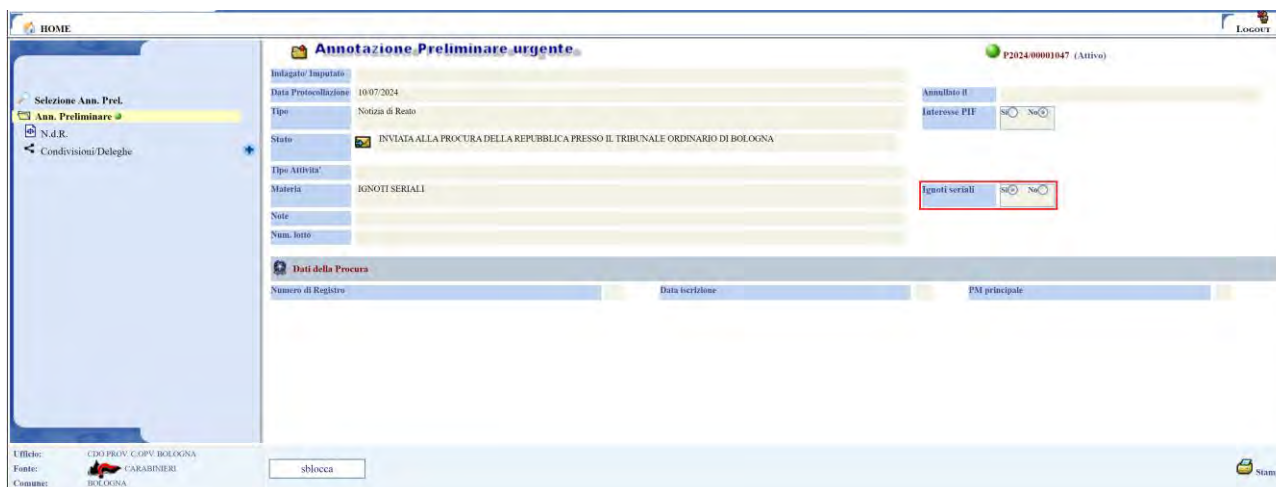 HOME
LOGOUT
Annotazione Preliminare urgente
P2024/00001047 (Attivo)
Indagato/ Imputato
Data Protocollazione 10/07/2024 Annullato il
Selezione Ann. Prel.
Ann. Preliminare
Tipo Notizia di Reato Interesse PIF Si No
N.d.R.
Stato INVIATA ALLA PROCURA DELLA REPUBBLICA PRESSO IL TRIBUNALE ORDINARIO DI BOLOGNA
Condivisioni/Deleghe
Tipo Attivita'
Materia IGNOTI SERIALI Ignoti seriali Si No
Note
Num. lotto
Dati della Procura
Numero di Registro Data iscrizione PM principale
Ufficio: CDO PROV. C.OPV. BOLOGNA
Fonte: CARABINIERI
Comune: BOLOGNA
sblocca
Stam